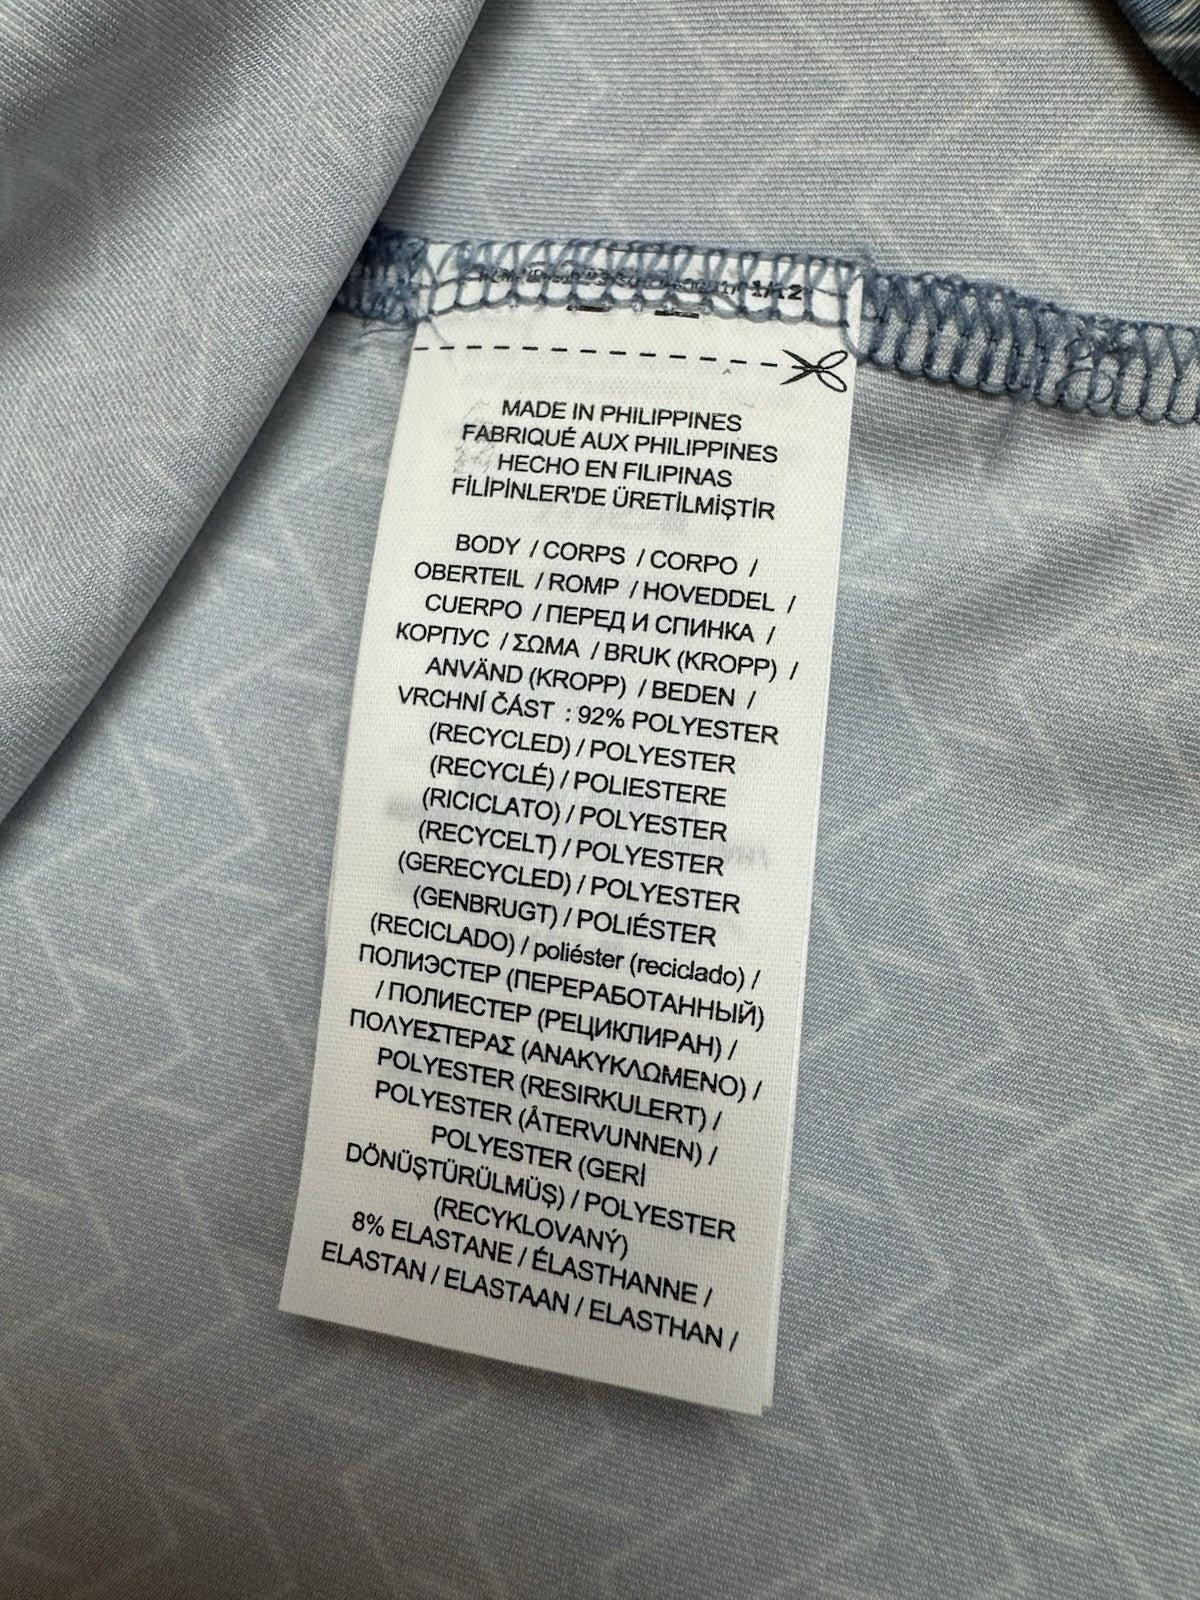 1/12
MADE IN PHILIPPINES
FABRIQUÉ AUX PHILIPPINES
HECHO EN FILIPINAS
FİLİPİNLER'DE ÜRETİLMİŞTİR
BODY / CORPS / CORPO /
OBERTEIL / ROMP / HOVEDDEL /
CUERPO / ПЕРЕД И СПИНКА /
КОРПУС / ΣΩΜΑ / BRUK (KROPP) /
ANVÄND (KROPP) / BEDEN /
VRCHNÍ ČÁST : 92% POLYESTER
(RECYCLED) / POLYESTER
(RECYCLÉ) / POLIESTERE
(RICICLATO) / POLYESTER
(RECYCELT) / POLYESTER
(GERECYCLED) / POLYESTER
(GENBRUGT) / POLIÉSTER
(RECICLADO) / poliéster (reciclado) /
ПОЛИЭСТЕР (ПЕРЕРАБОТАННЫЙ)
/ ПОЛИЕСТЕР (РЕЦИКЛИРАН) /
ΠΟΛΥΕΣΤΕΡΑΣ (ΑΝΑΚΥΚΛΩΜΕΝΟ) /
POLYESTER (RESIRKULERT) /
POLYESTER (ÅTERVUNNEN) /
POLYESTER (GERİ
DÖNÜŞTÜRÜLMÜŞ) / POLYESTER
(RECYKLOVANÝ)
8% ELASTANE / ÉLASTHANNE /
ELASTAN / ELASTAAN / ELASTHAN /